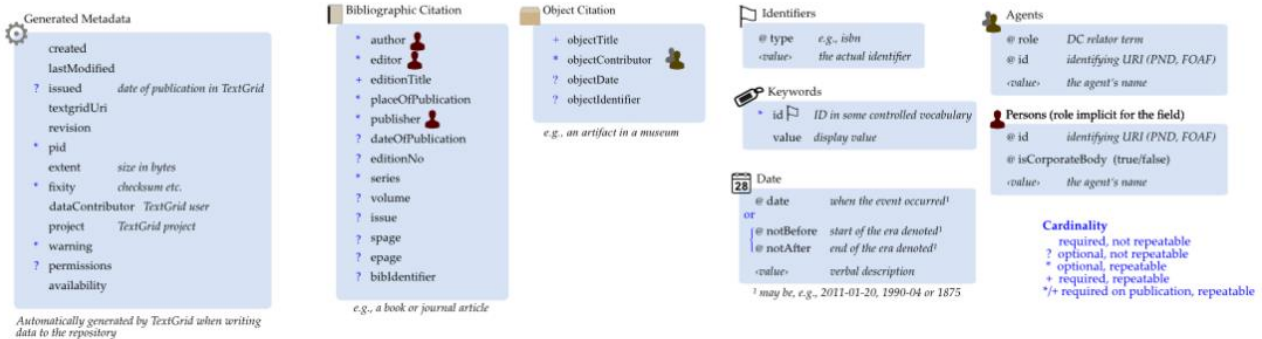 Generated Metadata
created
lastModified
? issued date of publication in TextGrid
textgridUri
revision
* pid
extent size in bytes
* fixity checksum etc.
dataContributor TextGrid user
project TextGrid project
* warning
? permissions
availability
Automatically generated by TextGrid when writing
data to the repository
Bibliographic Citation
* author
* editor
+ editionTitle
* placeOfPublication
* publisher
? dateOfPublication
? editionNo
* series
? volume
? issue
? spage
? epage
? bibIdentifier
e.g., a book or journal article
Object Citation
+ objectTitle
* objectContributor
? objectDate
? objectIdentifier
e.g., an artifact in a museum
Identifiers
@ type e.g., isbn
‹value› the actual identifier
Keywords
* id ID in some controlled vocabulary
value display value
28 Date
@ date when the event occurred¹
or
@ notBefore start of the era denoted¹
@ notAfter end of the era denoted¹
‹value› verbal description
¹ may be, e.g., 2011-01-20, 1990-04 or 1875
Agents
@ role DC relator term
@ id identifying URI (PND, FOAF)
‹value› the agent's name
Persons (role implicit for the field)
@ id identifying URI (PND, FOAF)
@ isCorporateBody (true/false)
‹value› the agent's name
Cardinality
required, not repeatable
? optional, not repeatable
* optional, repeatable
+ required, repeatable
*/+ required on publication, repeatable